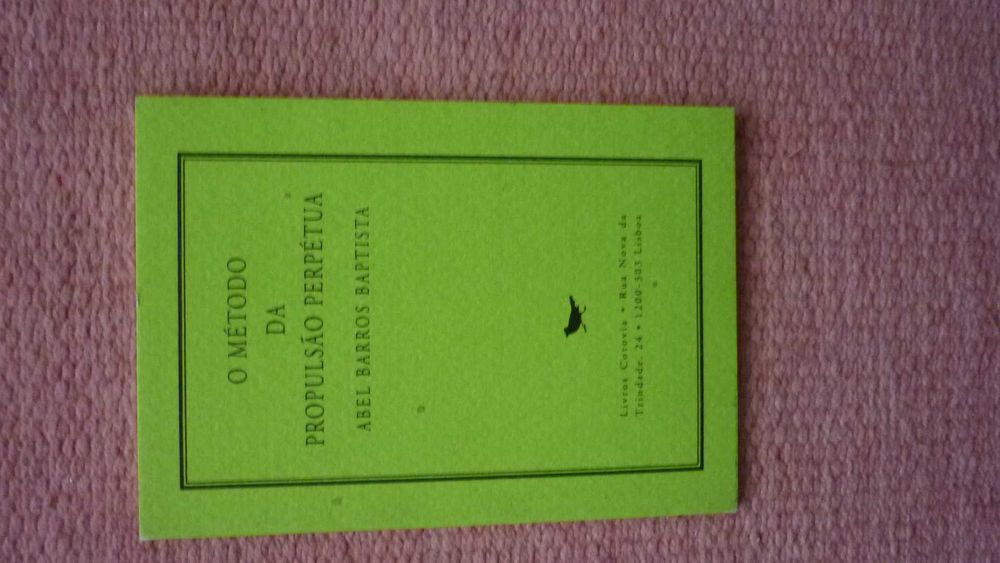 O MÉTODO
DA
PROPULSÃO PERPÉTUA
ABEL BARROS BAPTISTA
Livros Cotovia • Rua Nova da
Trindade, 24 • 1200-303 Lisboa